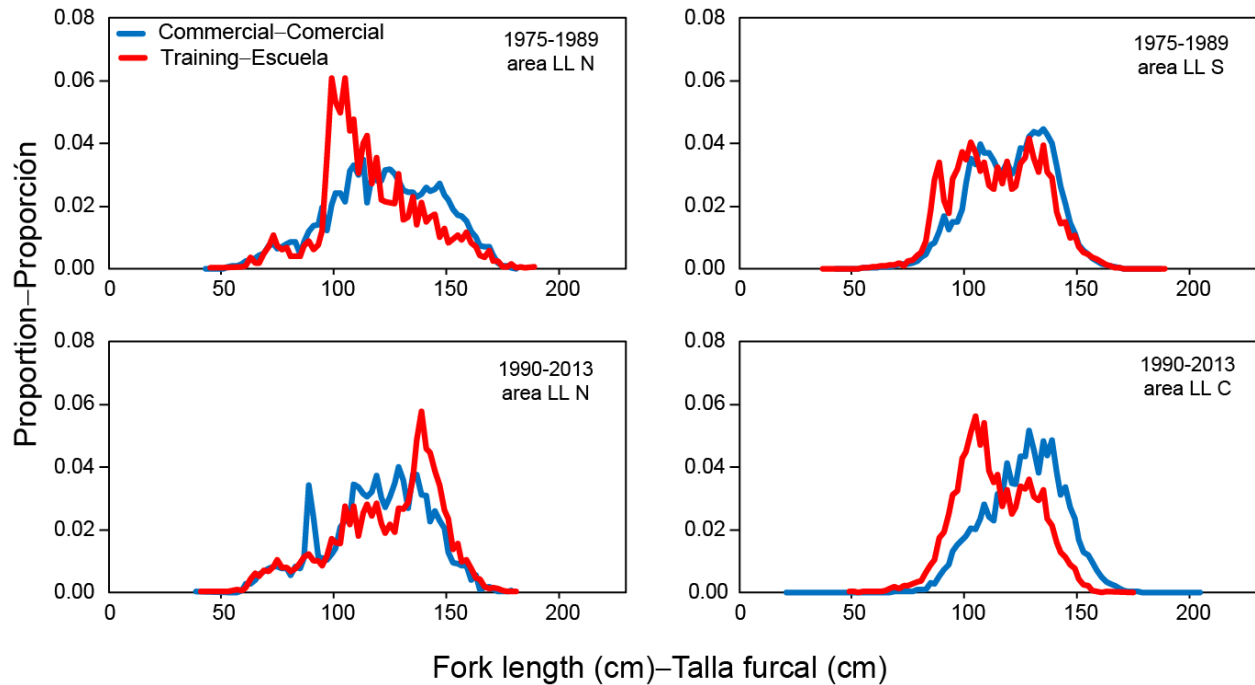 Proportion–Proporción
0.08
0.06
0.04
0.02
0.00
0 50 100 150 200
Commercial–Comercial
Training–Escuela
1975-1989
area LL N
0.08
0.06
0.04
0.02
0.00
0 50 100 150 200
1975-1989
area LL S
0.08
0.06
0.04
0.02
0.00
0 50 100 150 200
1990-2013
area LL N
0.08
0.06
0.04
0.02
0.00
0 50 100 150 200
1990-2013
area LL C
Fork length (cm)–Talla furcal (cm)